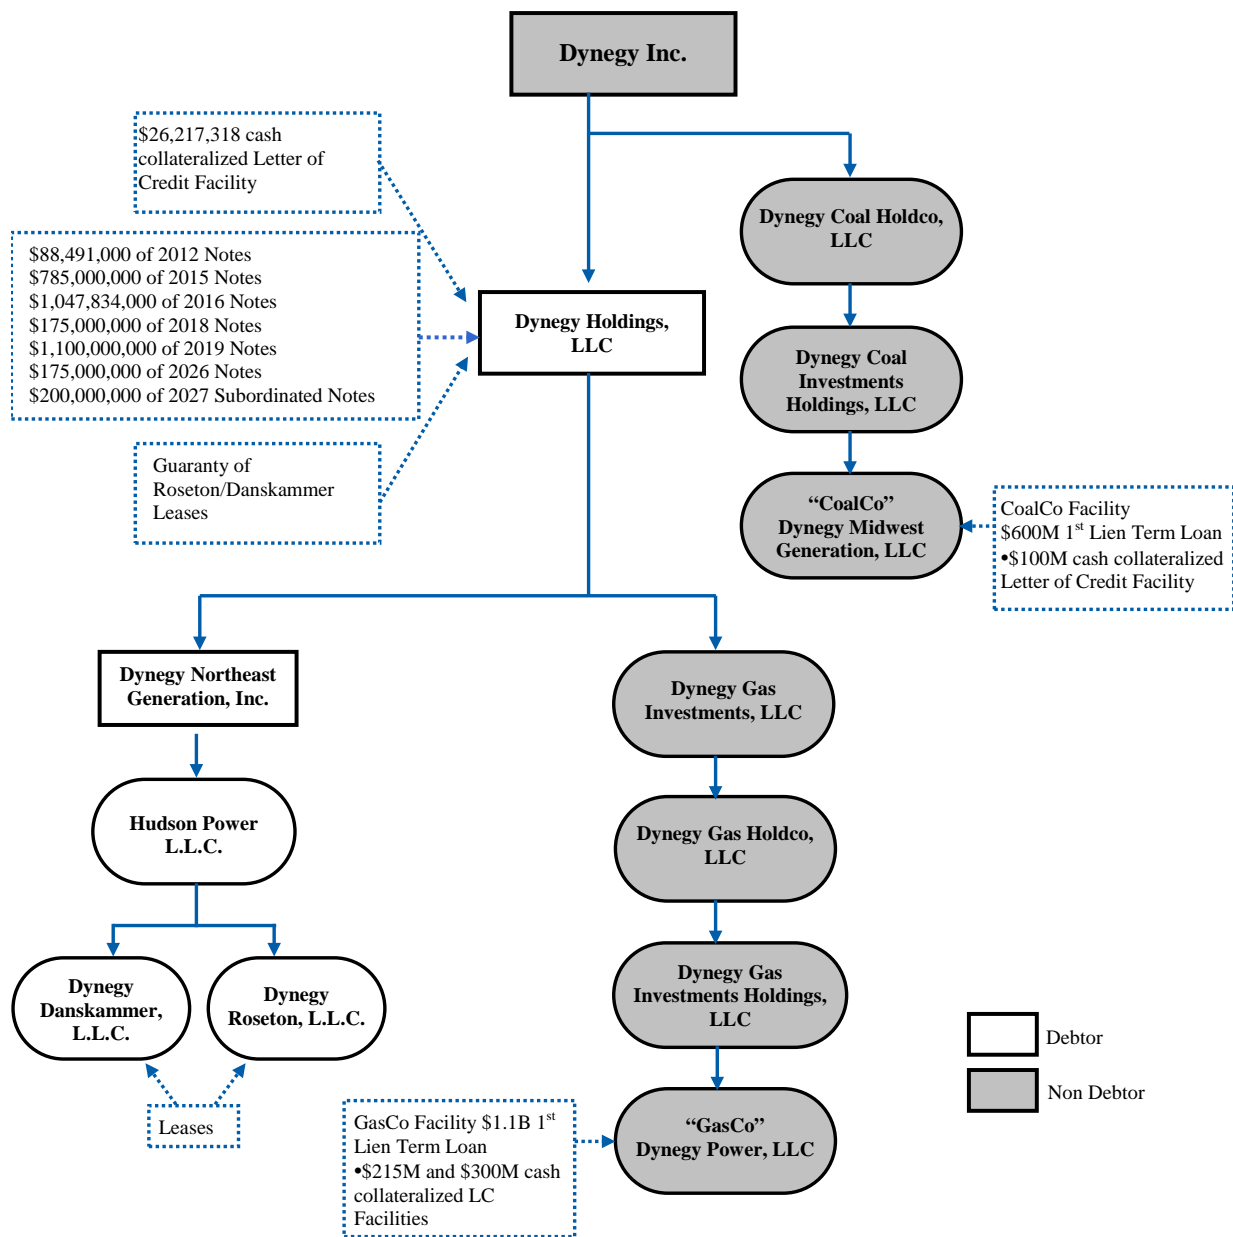 Dynegy Inc.
$26,217,318 cash
collateralized Letter of
Credit Facility
Dynegy Coal Holdco,
LLC
$88,491,000 of 2012 Notes
$785,000,000 of 2015 Notes
$1,047,834,000 of 2016 Notes
$175,000,000 of 2018 Notes
$1,100,000,000 of 2019 Notes
$175,000,000 of 2026 Notes
$200,000,000 of 2027 Subordinated Notes
Dynegy Holdings,
LLC
Dynegy Coal
Investments
Holdings, LLC
Guaranty of
Roseton/Danskammer
Leases
“CoalCo”
Dynegy Midwest
Generation, LLC
CoalCo Facility
$600M 1st Lien Term Loan
•$100M cash collateralized
Letter of Credit Facility
Dynegy Northeast
Generation, Inc.
Dynegy Gas
Investments, LLC
Hudson Power
L.L.C.
Dynegy Gas Holdco,
LLC
Dynegy
Danskammer,
L.L.C.
Dynegy
Roseton, L.L.C.
Dynegy Gas
Investments Holdings,
LLC
Debtor
Non Debtor
Leases
GasCo Facility $1.1B 1st
Lien Term Loan
•$215M and $300M cash
collateralized LC
Facilities
“GasCo”
Dynegy Power, LLC